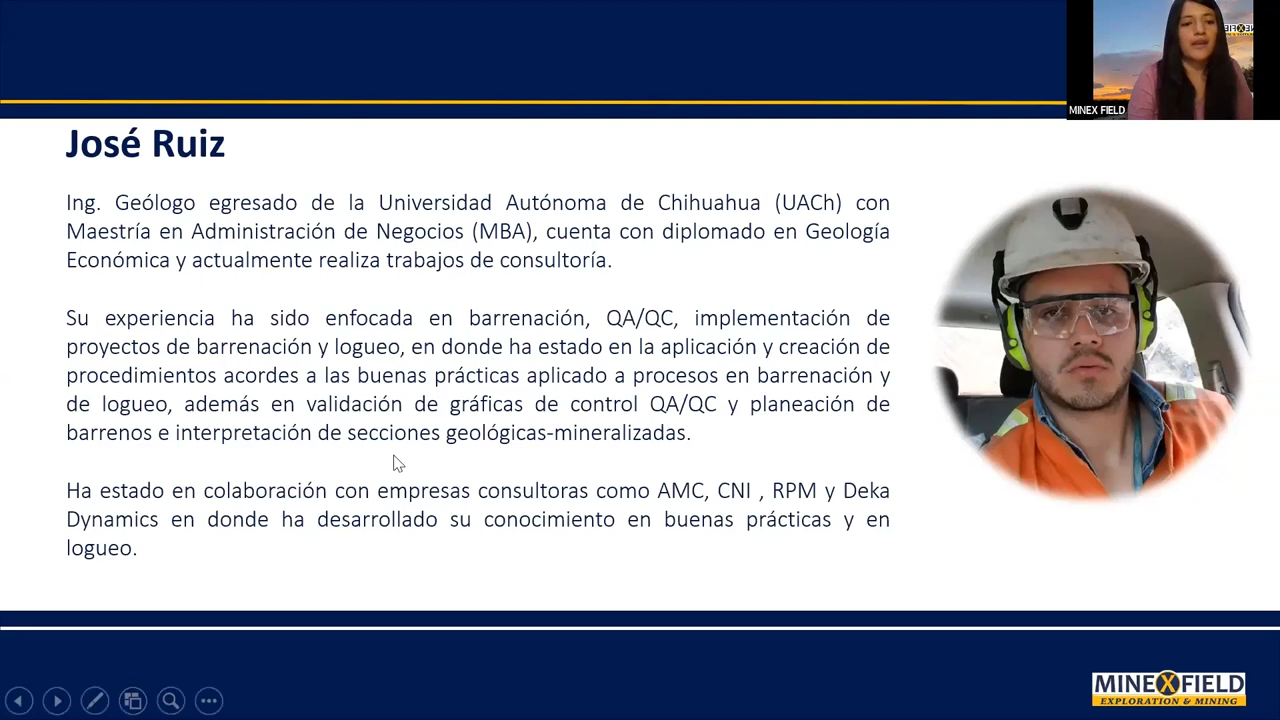 MINEX FIELD
José Ruiz
Ing. Geólogo egresado de la Universidad Autónoma de Chihuahua (UACh) con
Maestría en Administración de Negocios (MBA), cuenta con diplomado en Geología
Económica y actualmente realiza trabajos de consultoría.
Su experiencia ha sido enfocada en barrenación, QA/QC, implementación de
proyectos de barrenación y logueo, en donde ha estado en la aplicación y creación de
procedimientos acordes a las buenas prácticas aplicado a procesos en barrenación y
de logueo, además en validación de gráficas de control QA/QC y planeación de
barrenos e interpretación de secciones geológicas-mineralizadas.
Ha estado en colaboración con empresas consultoras como AMC, CNI , RPM y Deka
Dynamics en donde ha desarrollado su conocimiento en buenas prácticas y en
logueo.
MINEXFIELD
EXPLORATION & MINING